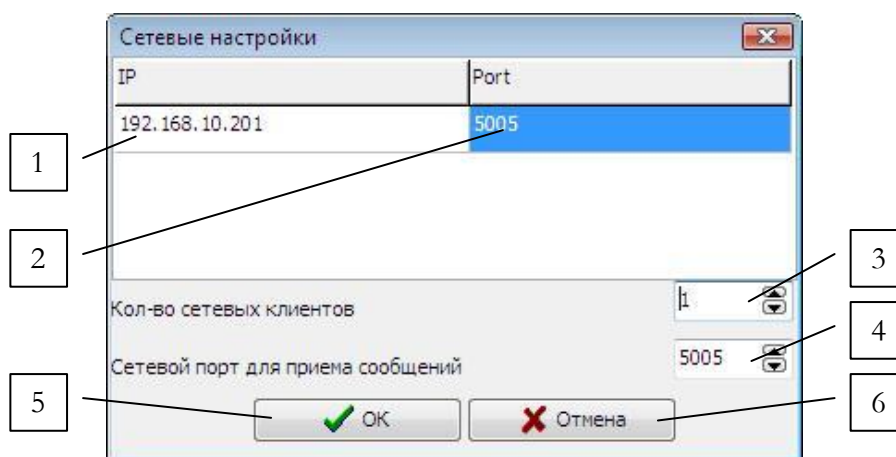 Сетевые настройки
IP Port
192.168.10.201 5005
1
2
Кол-во сетевых клиентов 1
3
Сетевой порт для приема сообщений 5005
4
5
OK Отмена
6